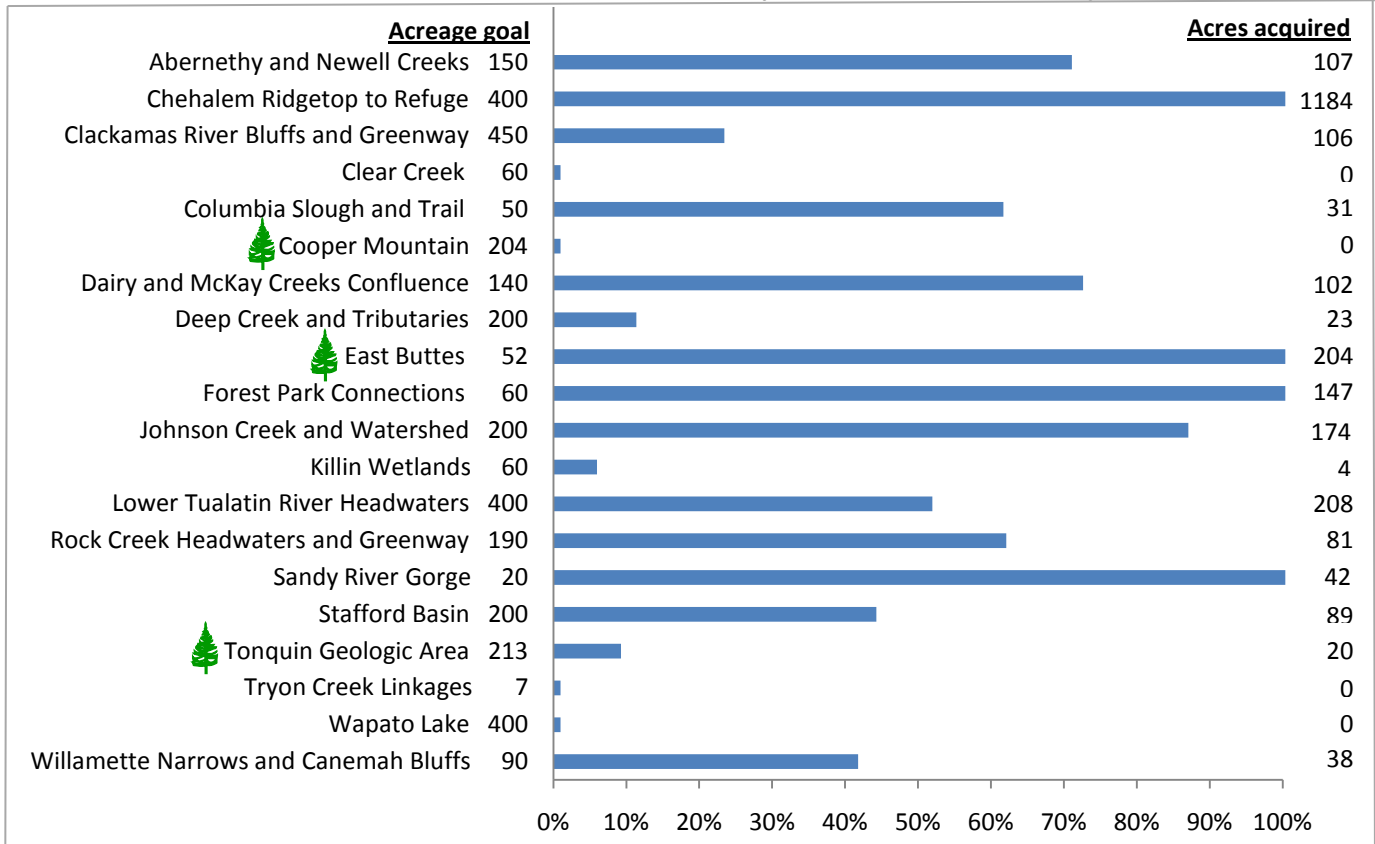 Acreage goal Acres acquired
Abernethy and Newell Creeks 150 107
Chehalem Ridgetop to Refuge 400 1184
Clackamas River Bluffs and Greenway 450 106
Clear Creek 60 0
Columbia Slough and Trail 50 31
Cooper Mountain 204 0
Dairy and McKay Creeks Confluence 140 102
Deep Creek and Tributaries 200 23
East Buttes 52 204
Forest Park Connections 60 147
Johnson Creek and Watershed 200 174
Killin Wetlands 60 4
Lower Tualatin River Headwaters 400 208
Rock Creek Headwaters and Greenway 190 81
Sandy River Gorge 20 42
Stafford Basin 200 89
Tonquin Geologic Area 213 20
Tryon Creek Linkages 7 0
Wapato Lake 400 0
Willamette Narrows and Canemah Bluffs 90 38
0% 10% 20% 30% 40% 50% 60% 70% 80% 90% 100%